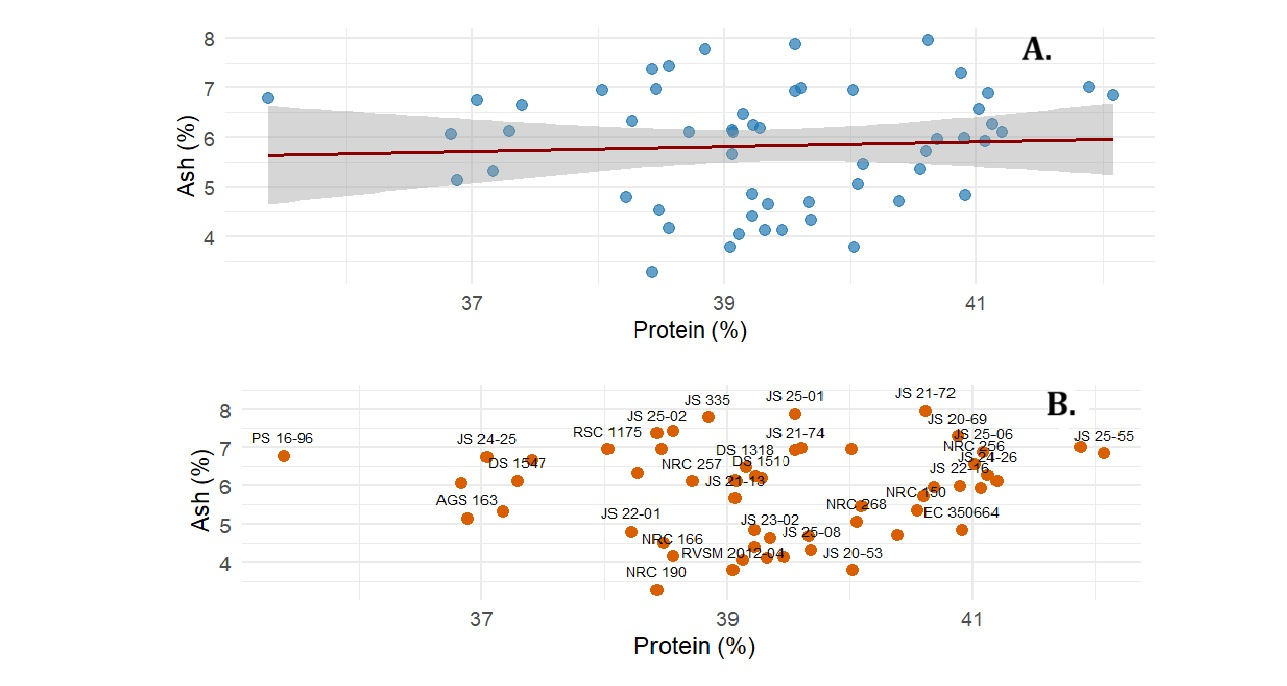 A.
8
7
6
5
4
Ash (%)
37 39 41
Protein (%)
B.
8
7
6
5
4
Ash (%)
JS 21-72
JS 25-01
JS 335
JS 20-69
JS 25-02
RSC 1175
JS 21-74
JS 25-06
JS 25-55
PS 16-96
JS 24-25
NRC 256
DS 1318
JS 24-26
DS 1547
NRC 257
DS 1510
JS 22-16
JS 21-13
AGS 163
NRC 150
NRC 268
JS 22-01
EC 350664
JS 23-02
NRC 166
JS 25-08
RVSM 2012-04
JS 20-53
NRC 190
37 39 41
Protein (%)